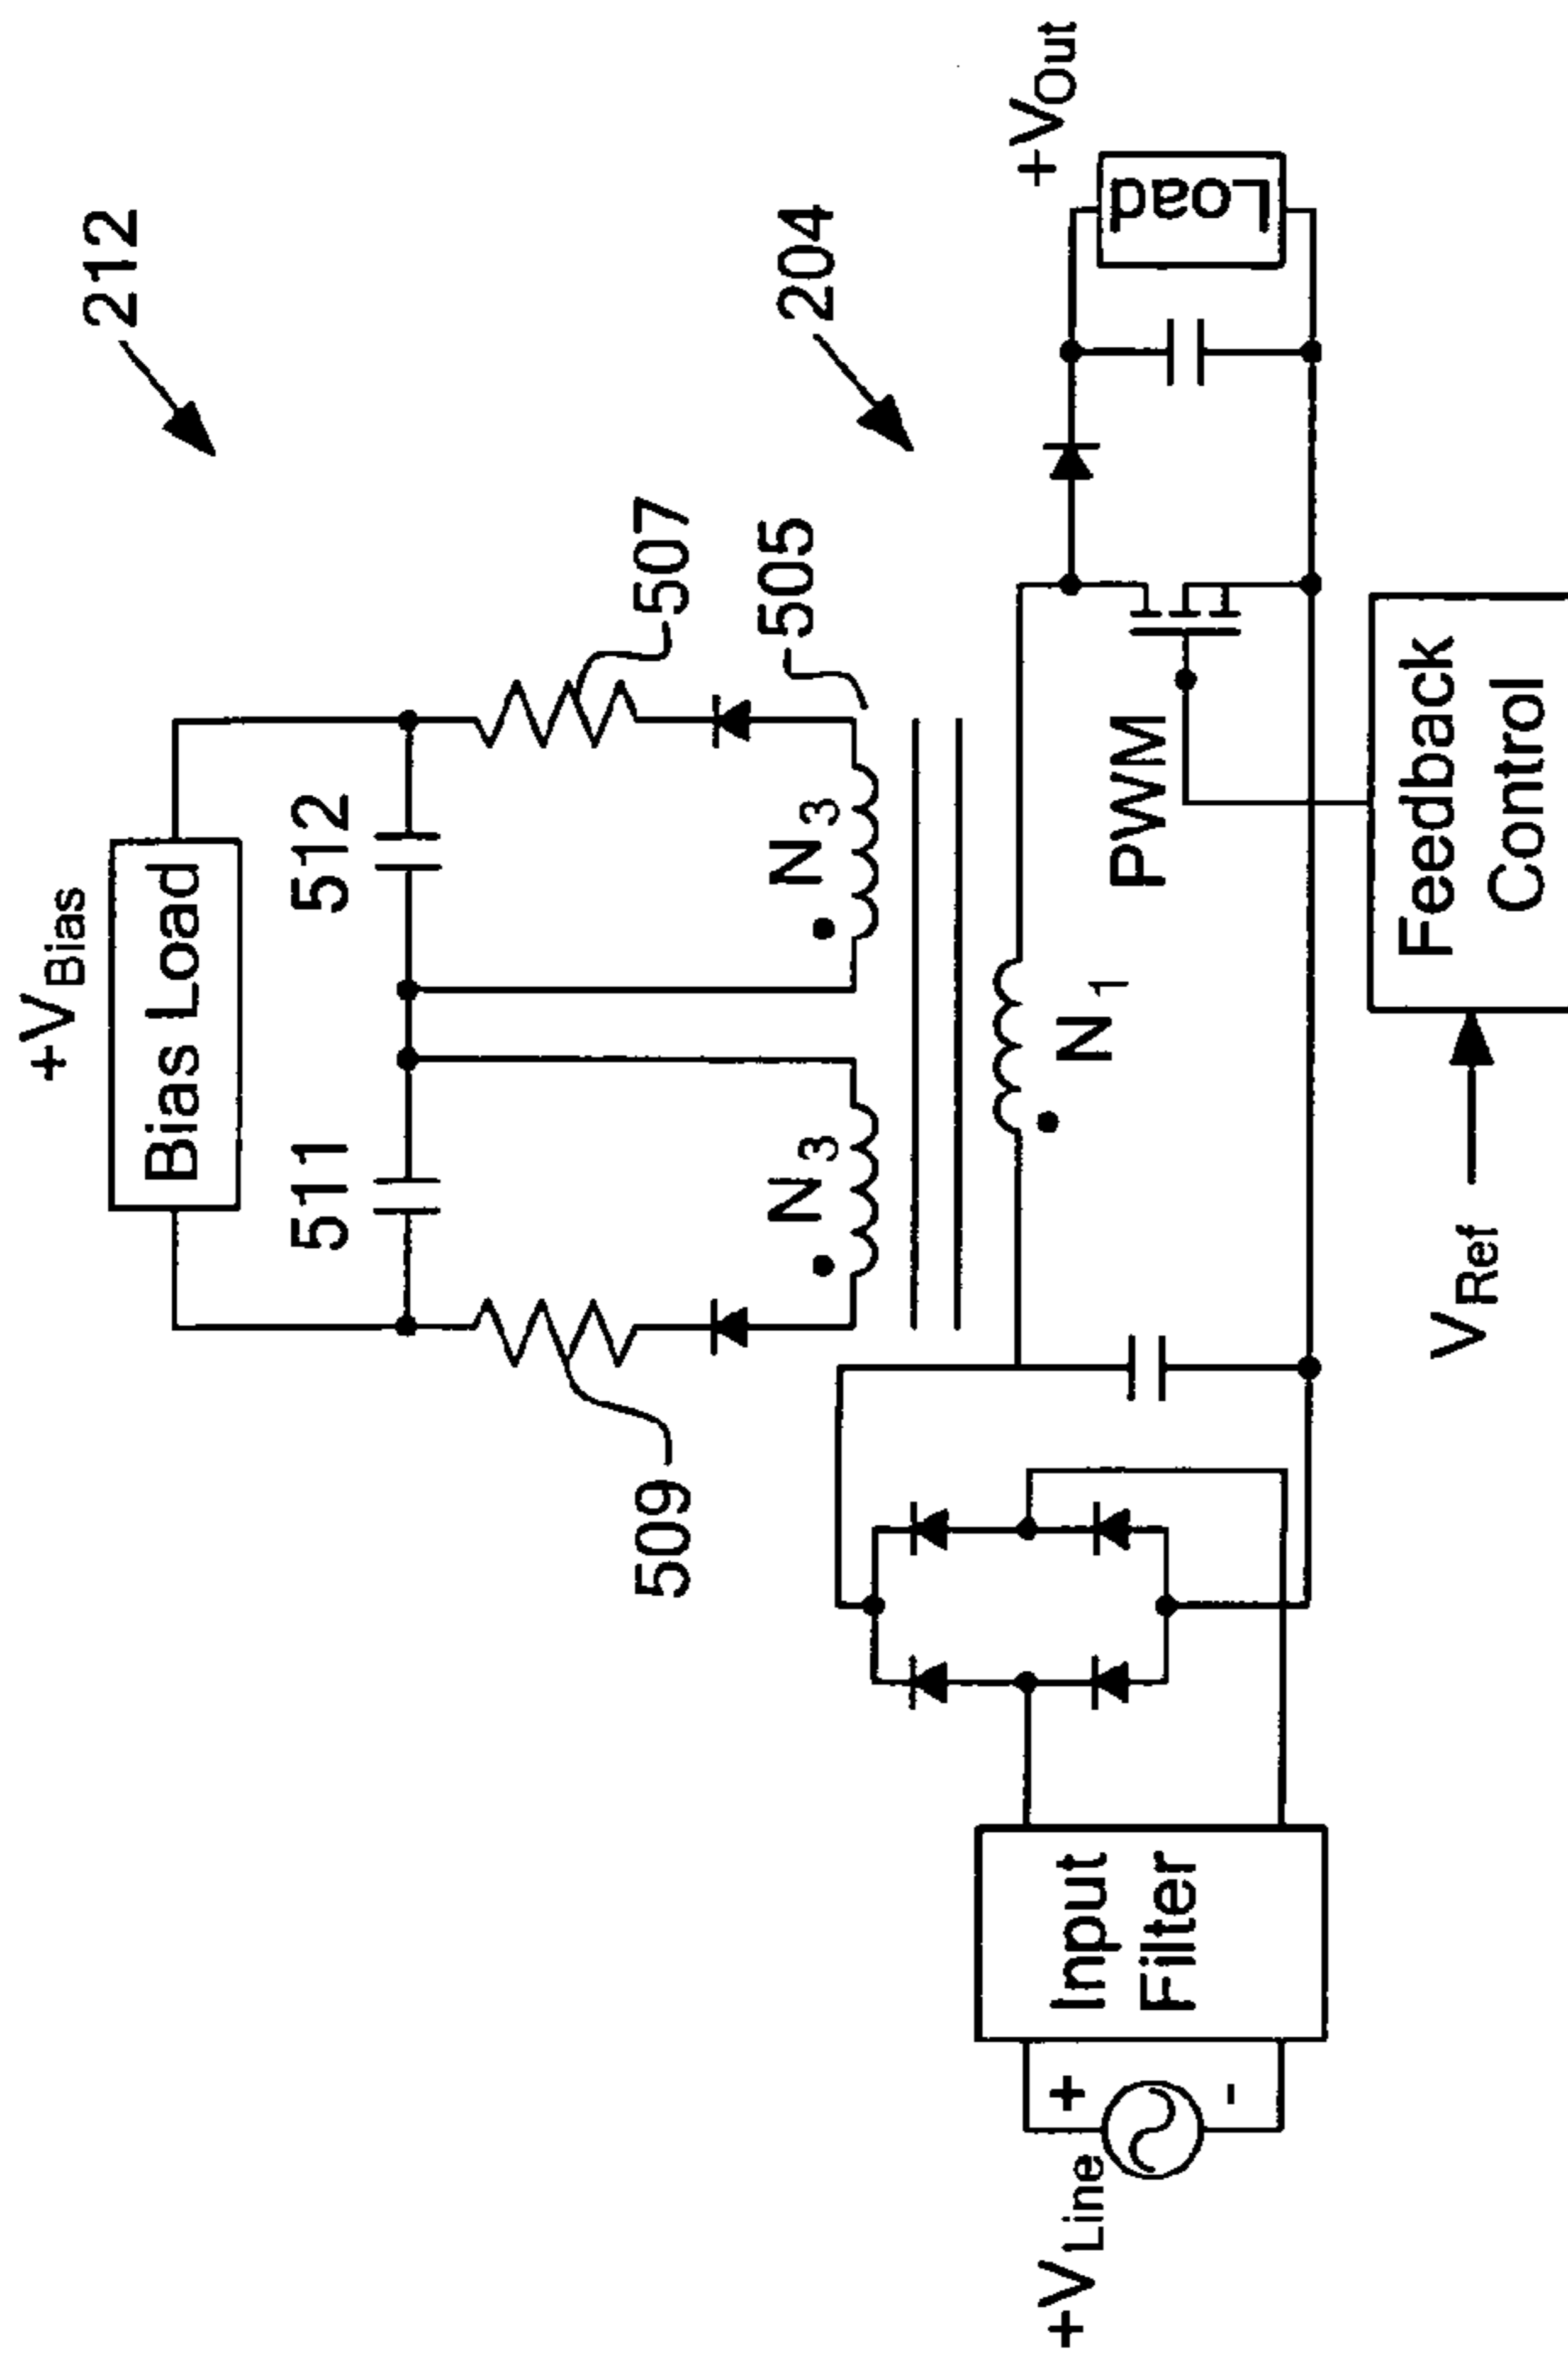 212
+VBias
Bias Load
511
512
507
505
509
N3
N3
204
N1
PWM
+VOut
Load
+VLine
+
-
Input
Filter
VRef
Feedback
Control